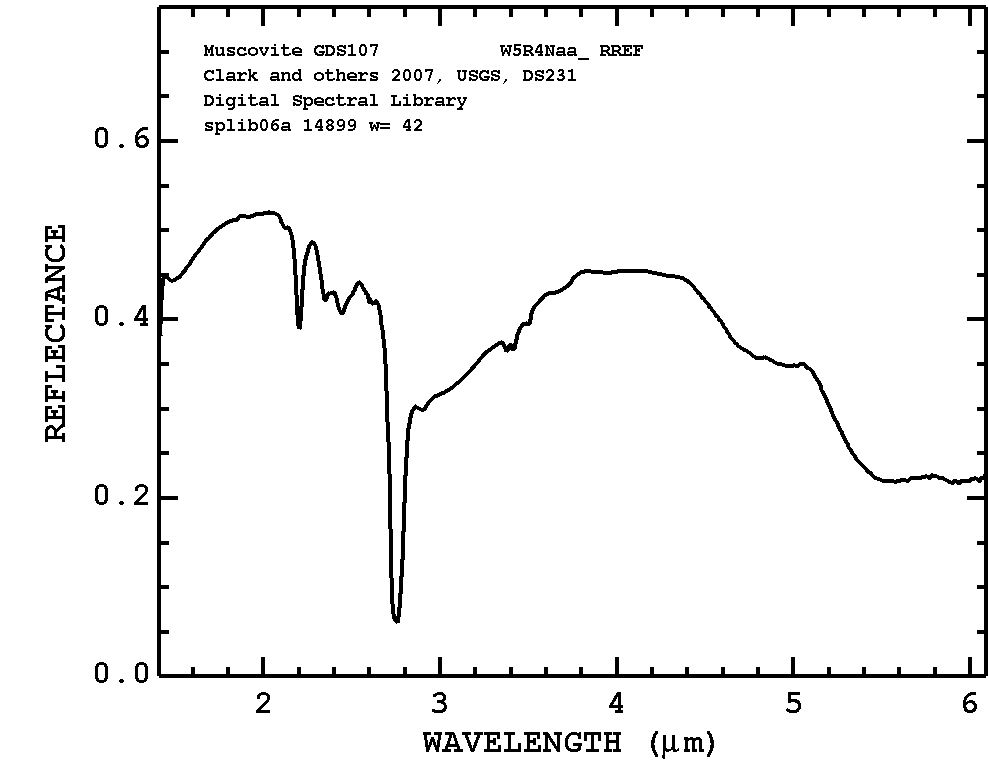 Muscovite GDS107 W5R4Naa_ RREF
Clark and others 2007, USGS, DS231
Digital Spectral Library
splib06a 14899 w= 42
0.6
0.4
0.2
0.0
REFLECTANCE
2 3 4 5 6
WAVELENGTH (μm)